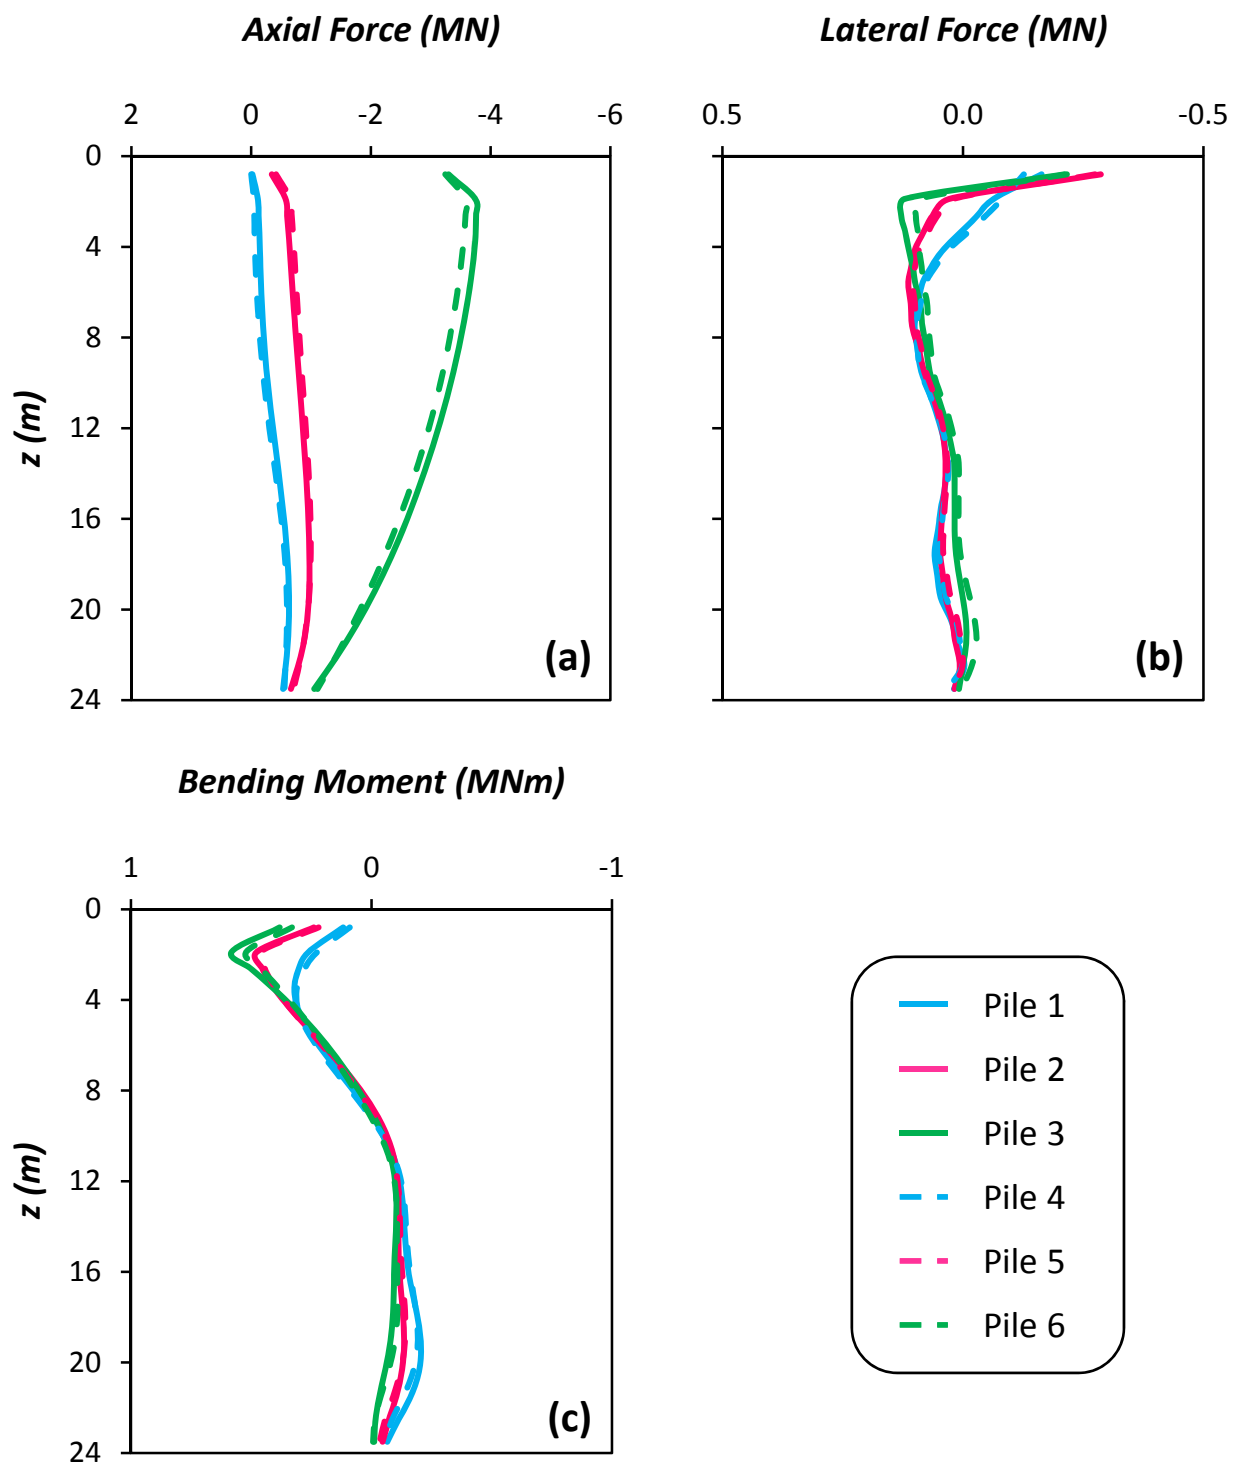 Axial Force (MN)
Lateral Force (MN)
2 0 -2 -4 -6
0.5 0.0 -0.5
0
4
8
12
16
20
24
z (m)
(a)
(b)
Bending Moment (MNm)
1 0 -1
0
4
8
12
16
20
24
z (m)
(c)
Pile 1
Pile 2
Pile 3
Pile 4
Pile 5
Pile 6